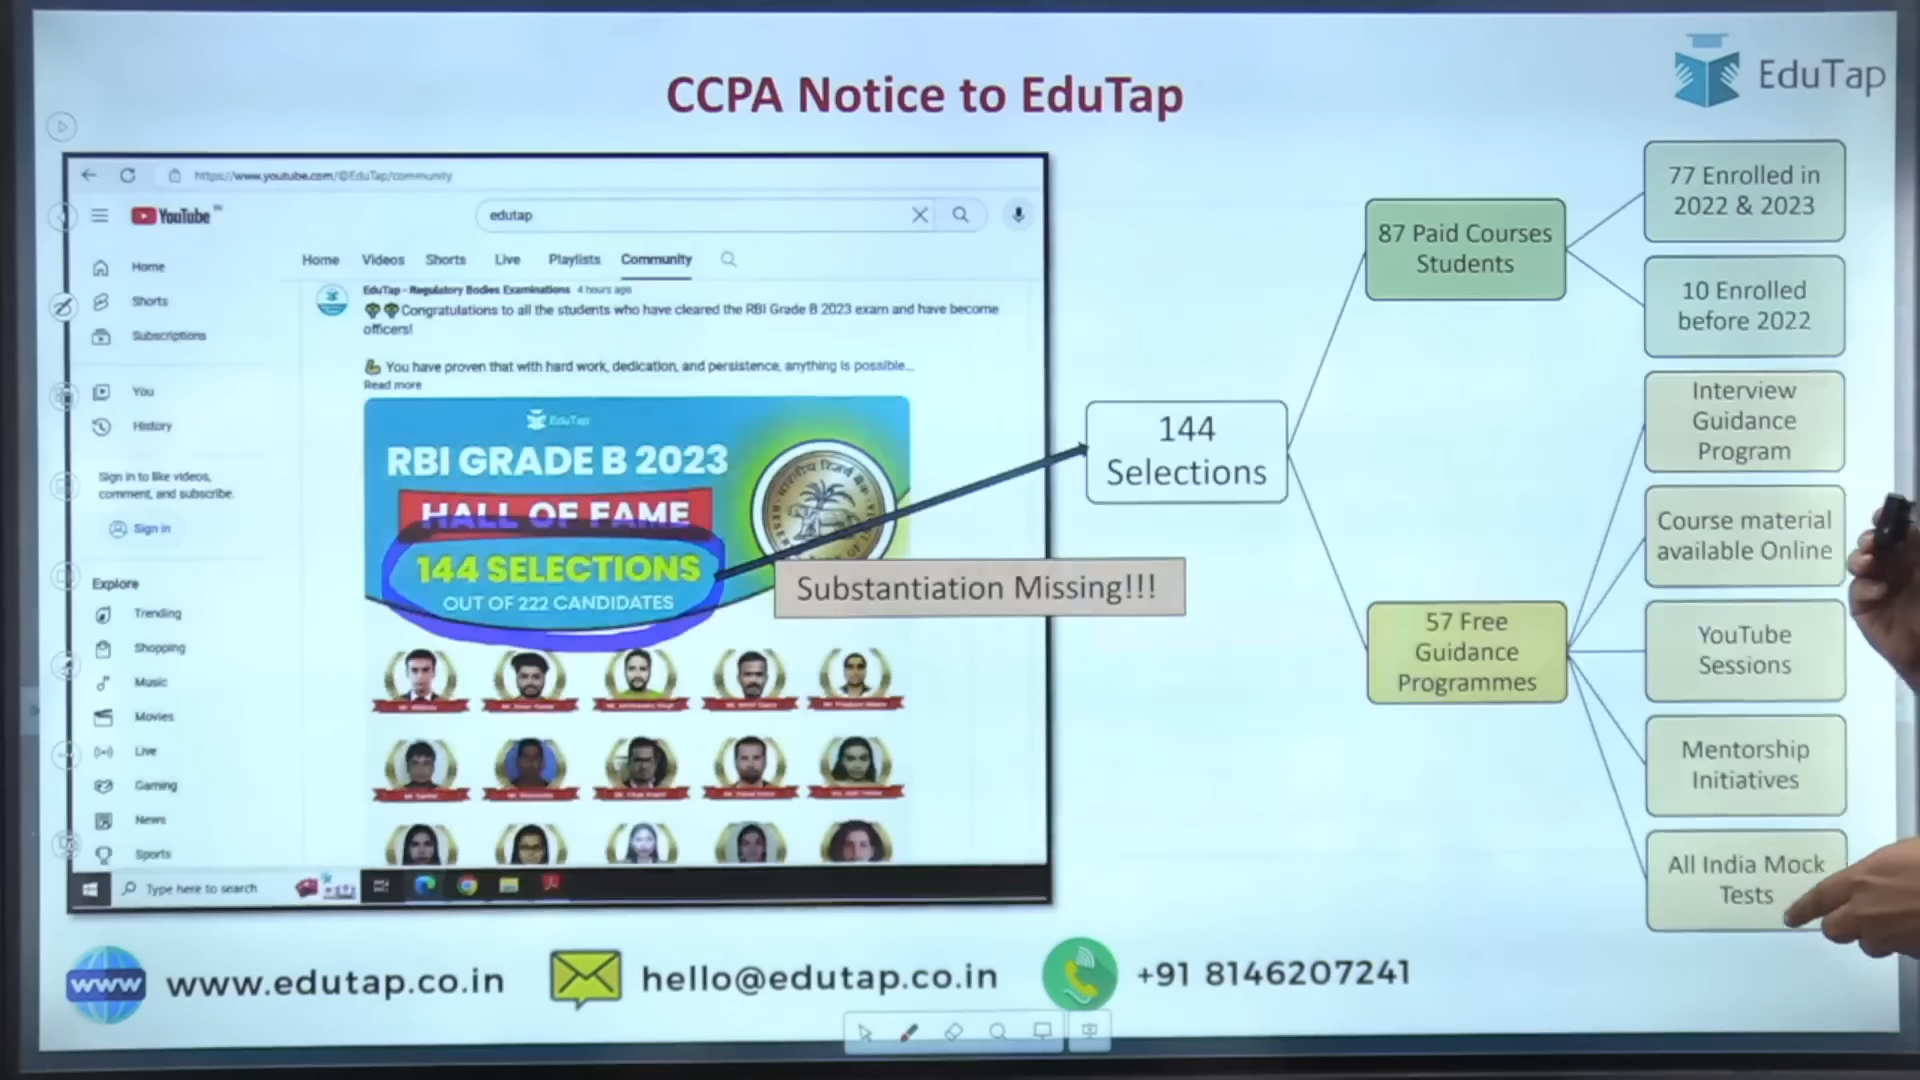 CCPA Notice to EduTap
EduTap
https://www.youtube.com/@EduTap/community
YouTube
edutap
Home Videos Shorts Live Playlists Community
Home
Shorts
Subscriptions
You
History
Sign in to like videos,
comment, and subscribe.
Sign in
Explore
Trending
Shopping
Music
Movies
Live
Gaming
News
Sports
EduTap - Regulatory Bodies Examinations 4 hours ago
Congratulations to all the students who have cleared the RBI Grade B 2023 exam and have become
officers!
You have proven that with hard work, dedication, and persistence, anything is possible...
Read more
EduTap
RBI GRADE B 2023
HALL OF FAME
144 SELECTIONS
OUT OF 222 CANDIDATES
Type here to search
Substantiation Missing!!!
144
Selections
87 Paid Courses
Students
77 Enrolled in
2022 & 2023
10 Enrolled
before 2022
57 Free
Guidance
Programmes
Interview
Guidance
Program
Course material
available Online
YouTube
Sessions
Mentorship
Initiatives
All India Mock
Tests
www
www.edutap.co.in
hello@edutap.co.in
+91 8146207241